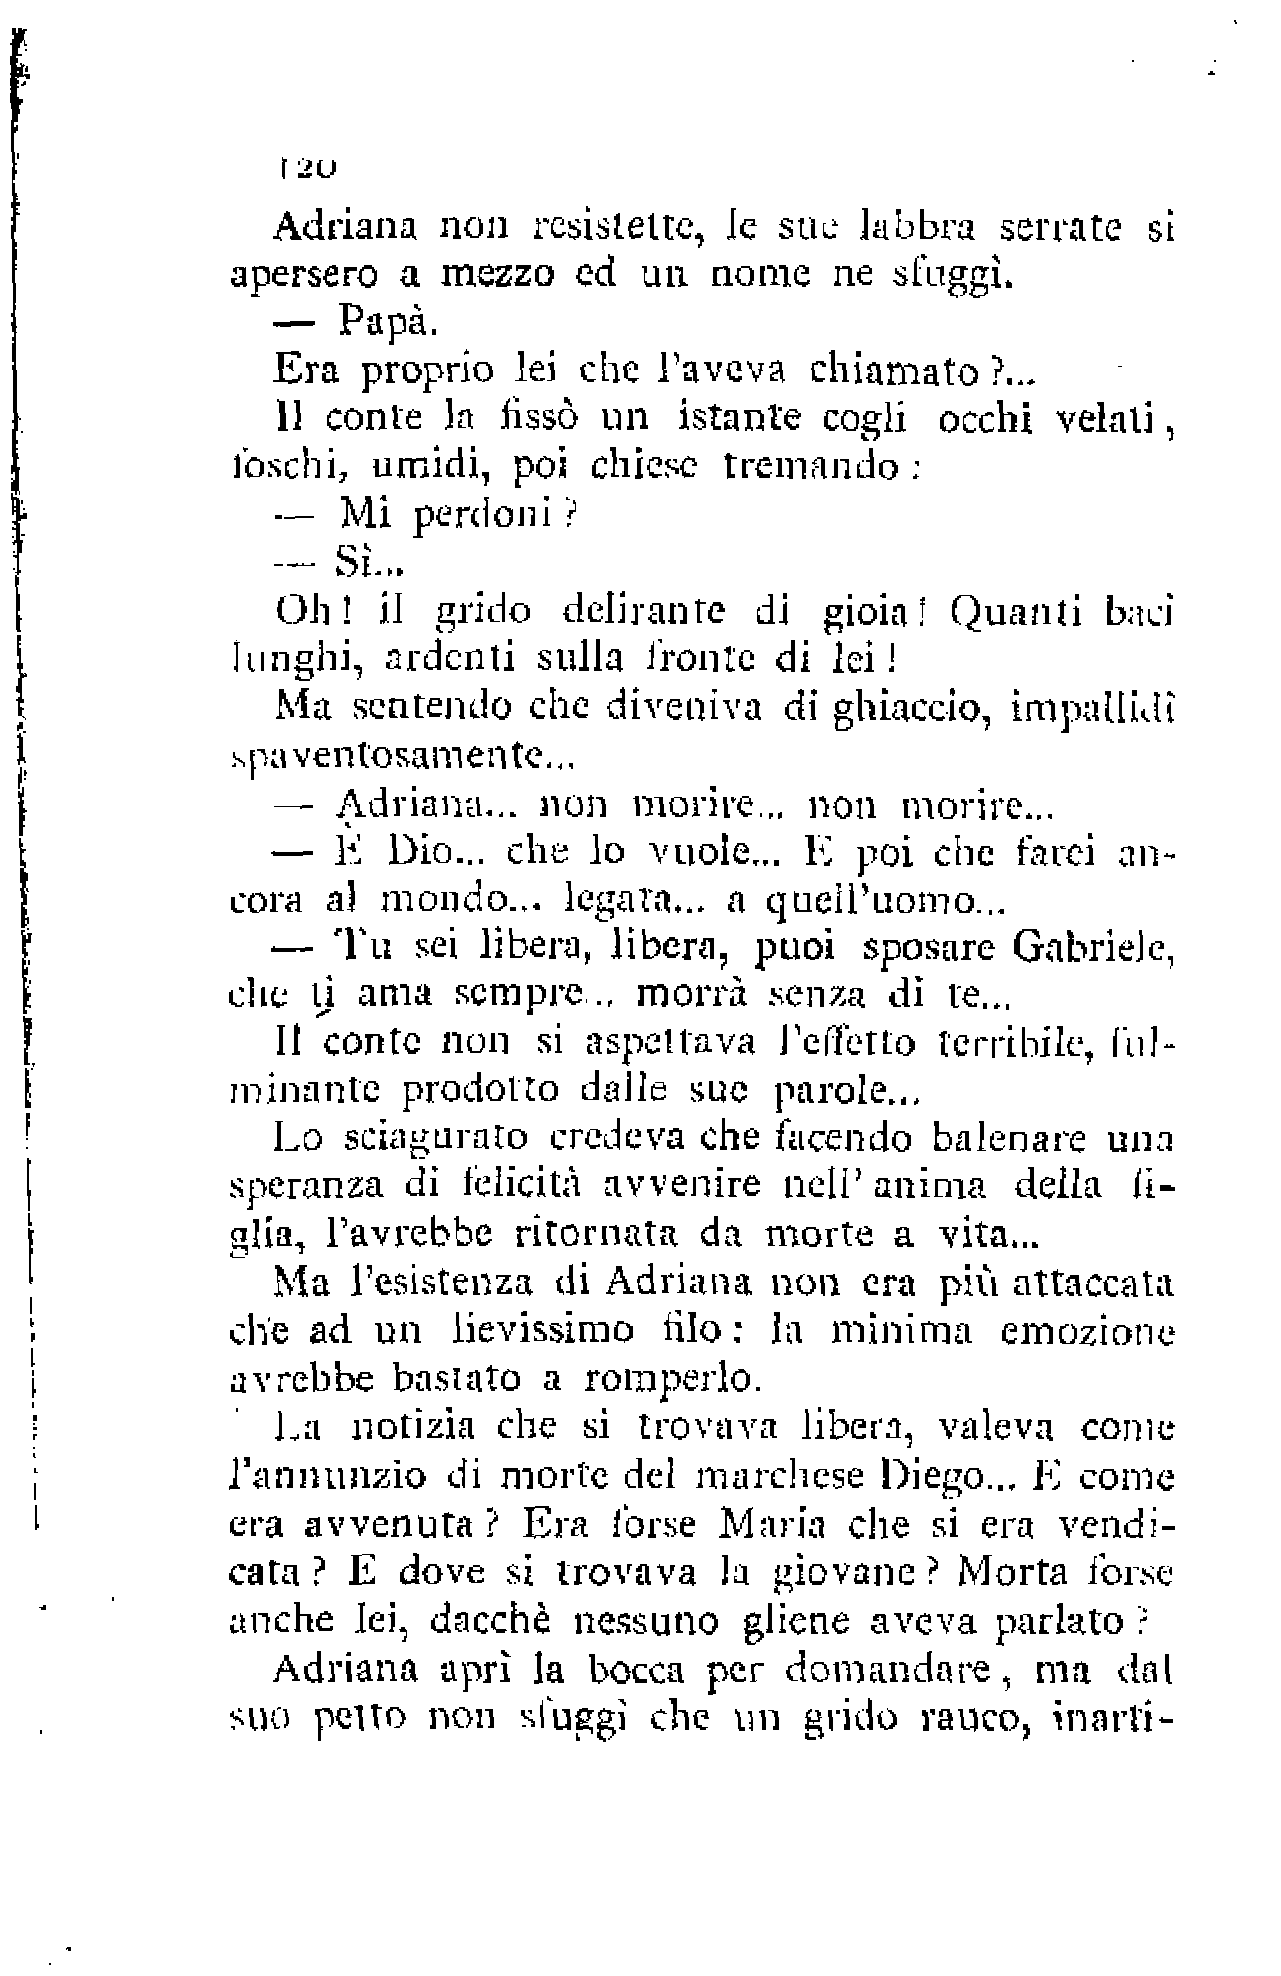 120
Adriana non resistette, le sue labbra serrate si
apersero a mezzo ed un nome ne sfuggì.
— Papà.
Era proprio lei che l'aveva chiamato ?...
Il conte la fissò un istante cogli occhi velati ,
foschi, umidi, poi chiese tremando :
— Mi perdoni ?
— Sì...
Oh ! il grido delirante di gioia ! Quanti baci
lunghi, ardenti sulla fronte di lei !
Ma sentendo che diveniva di ghiaccio, impallidì
spaventosamente...
— Adriana... non morire... non morire...
— È Dio... che lo vuole... E poi che farei an-
cora al mondo... legata... a quell'uomo...
— Tu sei libera, libera, puoi sposare Gabriele,
che ti ama sempre... morrà senza di te...
Il conte non si aspettava l'effetto terribile, ful-
minante prodotto dalle sue parole...
Lo sciagurato credeva che facendo balenare una
speranza di felicità avvenire nell' anima della fi-
glia, l'avrebbe ritornata da morte a vita...
Ma l'esistenza di Adriana non era più attaccata
che ad un lievissimo filo : la minima emozione
avrebbe bastato a romperlo.
La notizia che si trovava libera, valeva come
l'annunzio di morte del marchese Diego... E come
era avvenuta ? Era forse Maria che si era vendi-
cata ? E dove si trovava la giovane ? Morta forse
anche lei, dacchè nessuno gliene aveva parlato ?
Adriana aprì la bocca per domandare , ma dal
suo petto non sfuggì che un grido rauco, inarti-